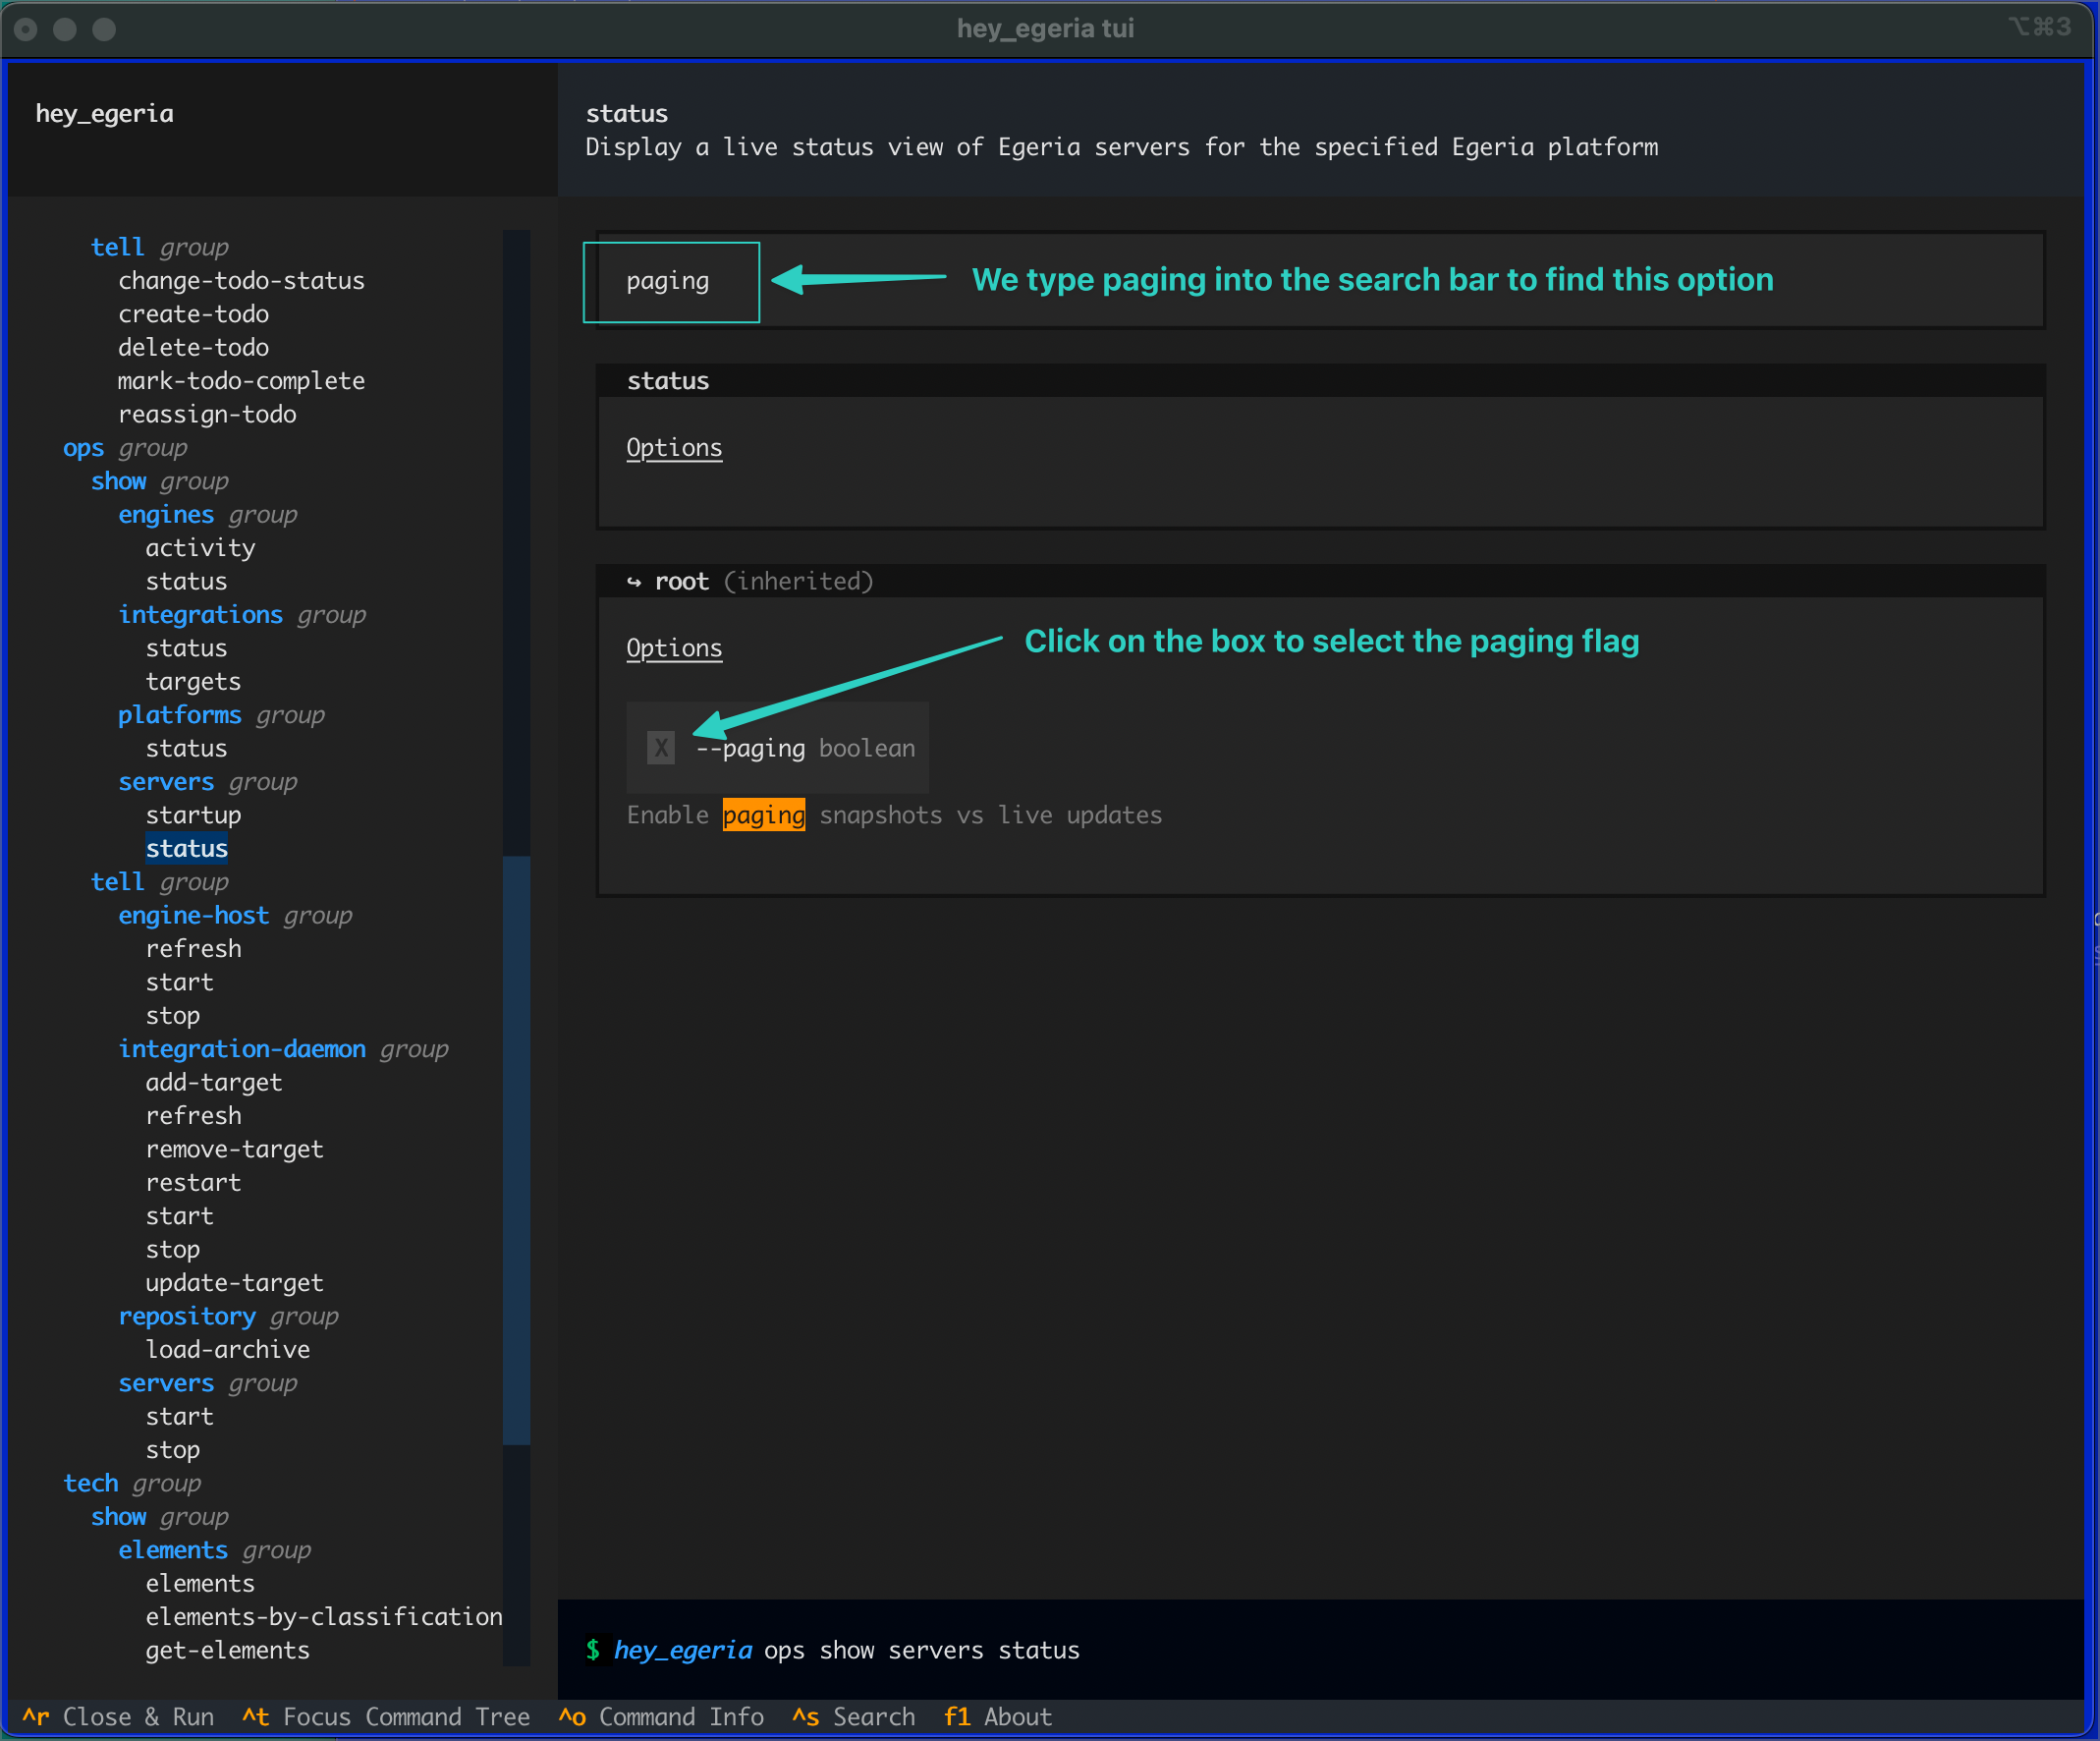 hey_egeria tui
⌥⌘3
hey_egeria
status
Display a live status view of Egeria servers for the specified Egeria platform
tell group
change-todo-status
create-todo
delete-todo
mark-todo-complete
reassign-todo
ops group
show group
engines group
activity
status
integrations group
status
targets
platforms group
status
servers group
startup
status
tell group
engine-host group
refresh
start
stop
integration-daemon group
add-target
refresh
remove-target
restart
start
stop
update-target
repository group
load-archive
servers group
start
stop
tech group
show group
elements group
elements
elements-by-classification
get-elements
paging
We type paging into the search bar to find this option
status
Options
↪ root (inherited)
Options
Click on the box to select the paging flag
X --paging boolean
Enable paging snapshots vs live updates
$ hey_egeria ops show servers status
^r Close & Run ^t Focus Command Tree ^o Command Info ^s Search f1 About